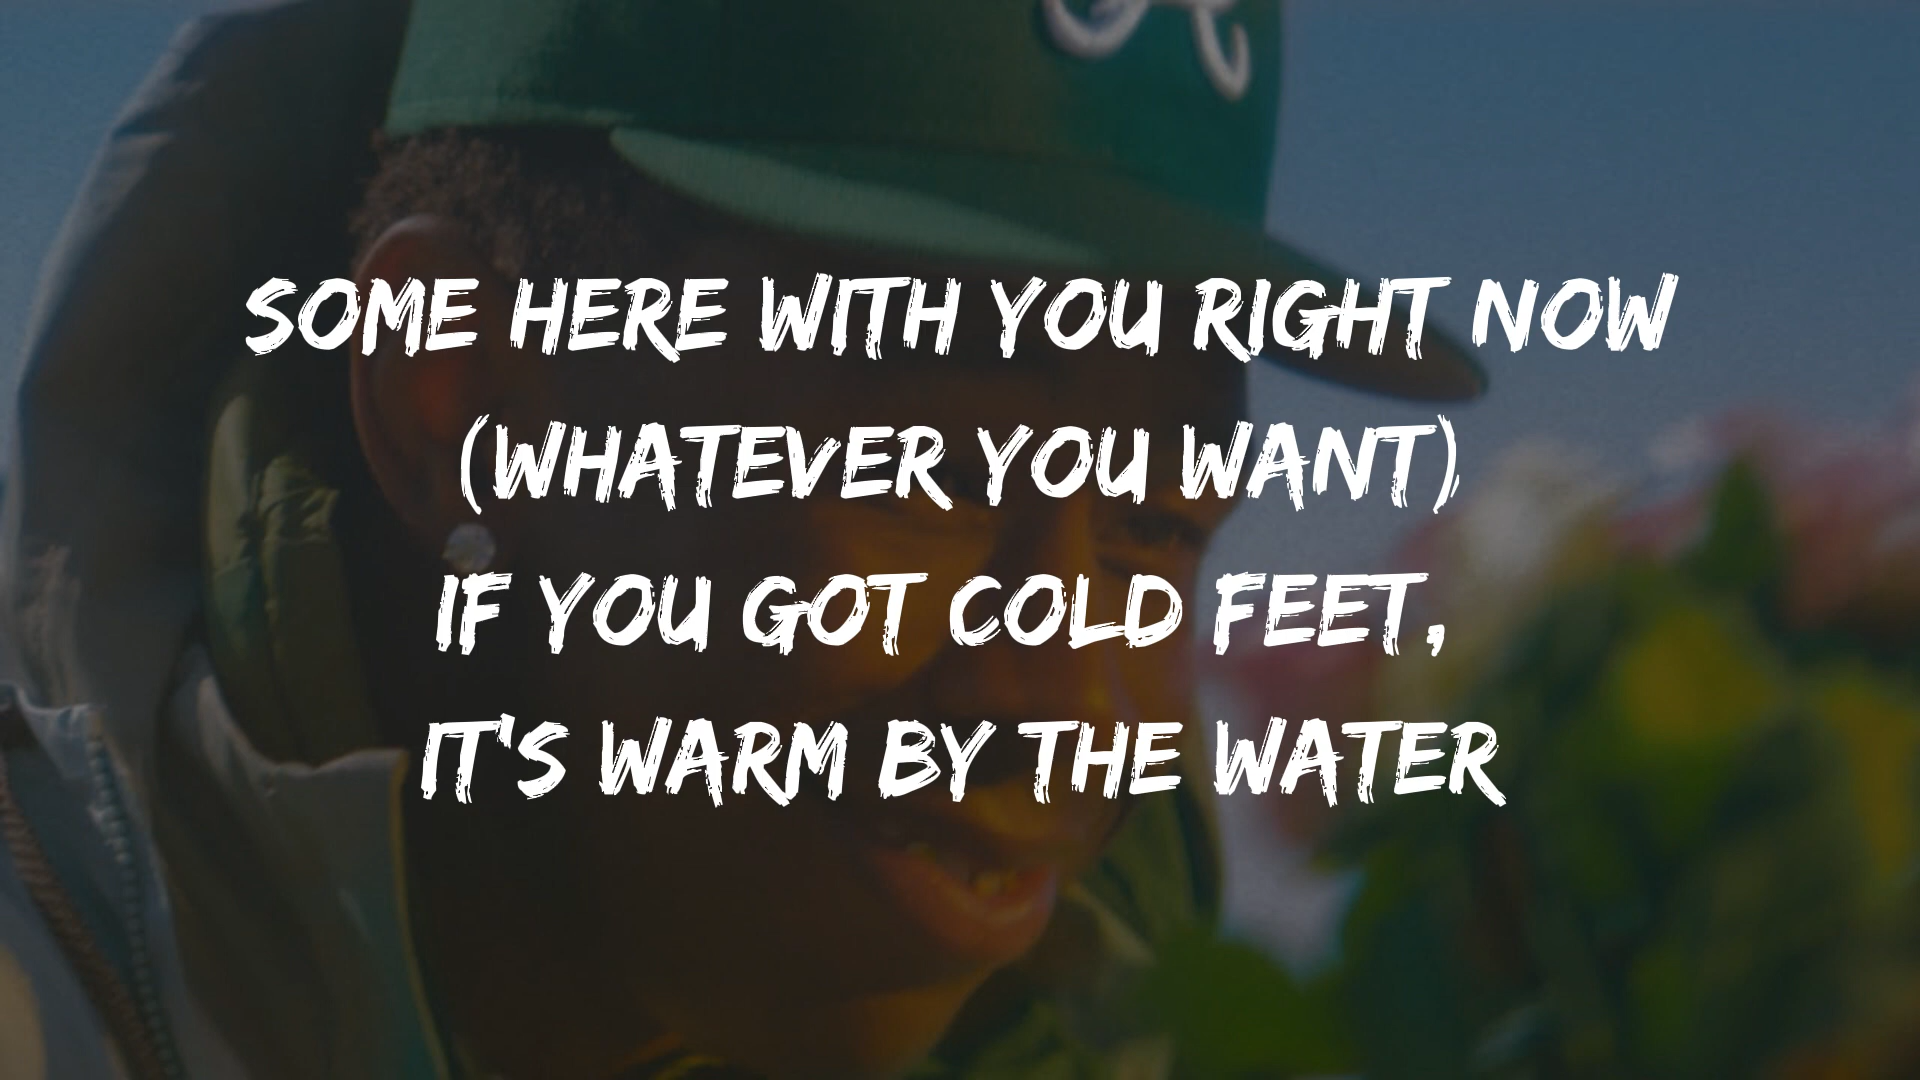 SOME HERE WITH YOU RIGHT NOW
(WHATEVER YOU WANT)
IF YOU GOT COLD FEET,
IT'S WARM BY THE WATER